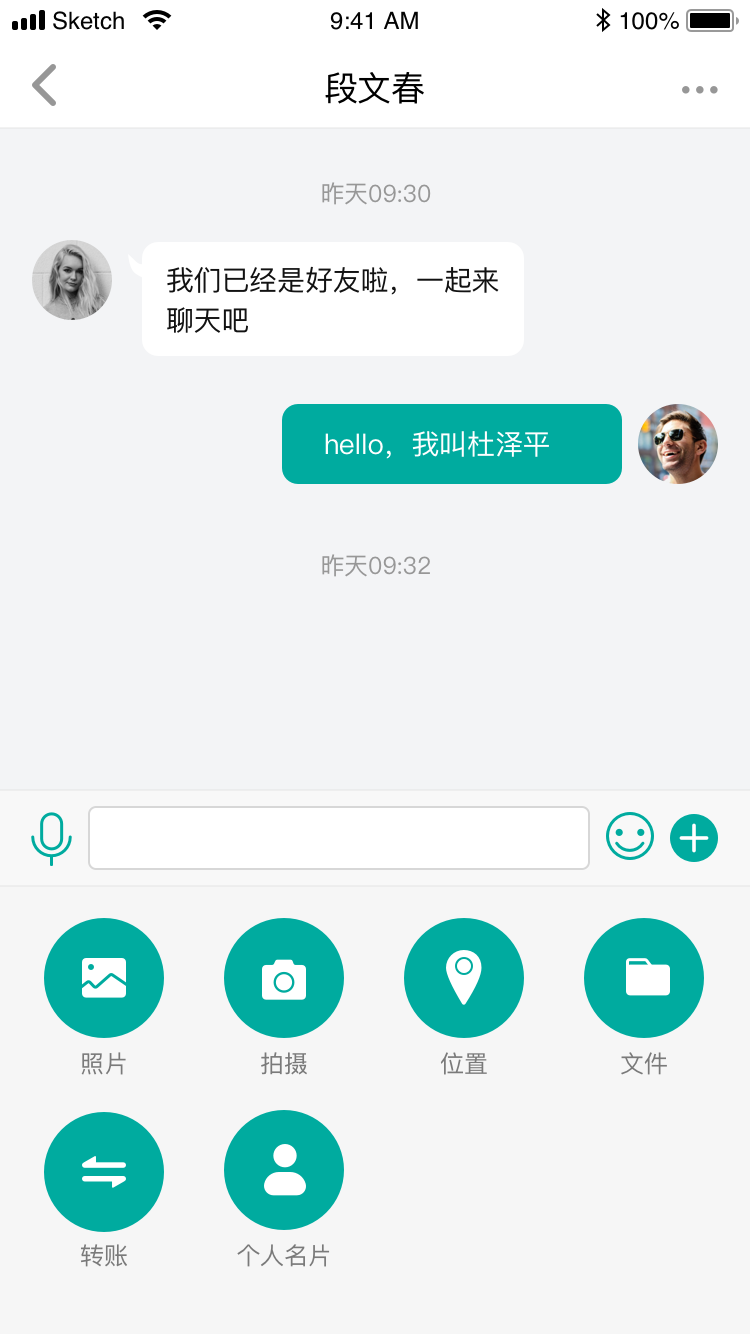 Sketch 9:41 AM 100%
段文春
昨天09:30
我们已经是好友啦，一起来
聊天吧
hello，我叫杜泽平
昨天09:32
照片 拍摄 位置 文件
转账 个人名片